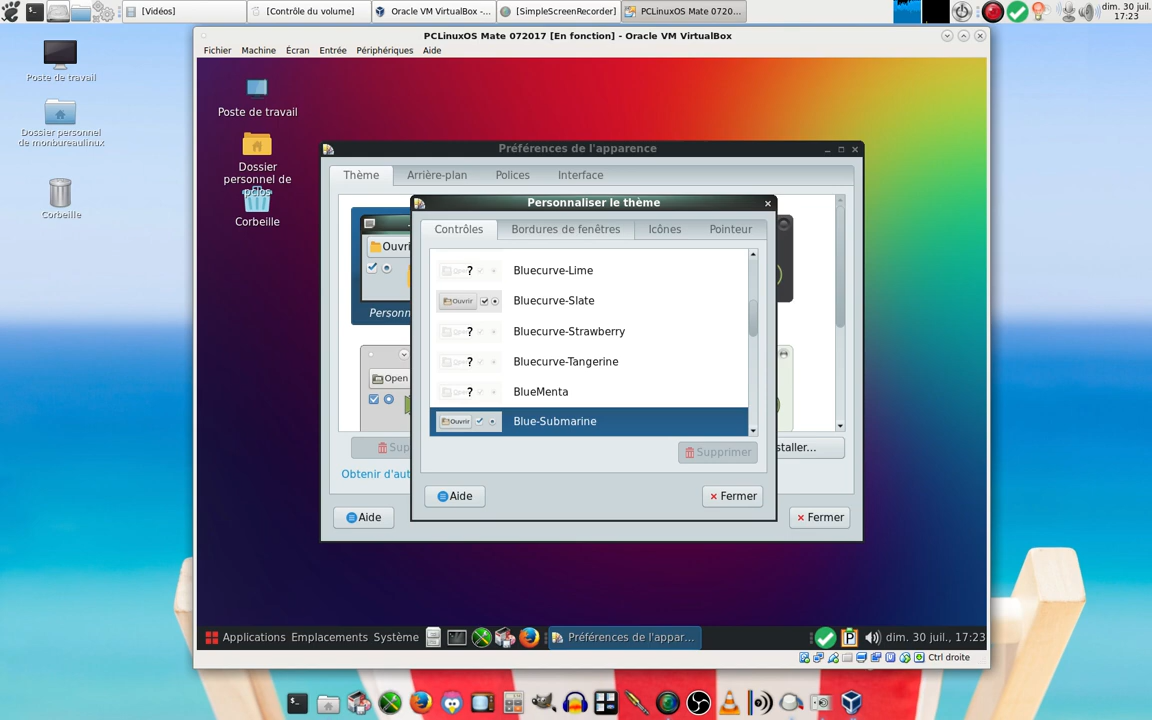 [Vidéos]
[Contrôle du volume]
Oracle VM VirtualBox -...
[SimpleScreenRecorder]
PCLinuxOS Mate 0720...
dim. 30 juil.
17:23
Poste de travail
Dossier personnel
de monbureaulinux
Corbeille
PCLinuxOS Mate 072017 [En fonction] - Oracle VM VirtualBox
Fichier Machine Écran Entrée Périphériques Aide
Poste de travail
Dossier
personnel de
pclos
Corbeille
Préférences de l'apparence
Thème Arrière-plan Polices Interface
Ouvri
Personn
Open
Sup
staller...
Obtenir d'aut
Aide
Fermer
Personnaliser le thème
Contrôles Bordures de fenêtres Icônes Pointeur
? Bluecurve-Lime
Ouvrir Bluecurve-Slate
? Bluecurve-Strawberry
? Bluecurve-Tangerine
? BlueMenta
Ouvrir Blue-Submarine
Supprimer
Aide
Fermer
Applications Emplacements Système
Préférences de l'appar...
dim. 30 juil., 17:23
Ctrl droite